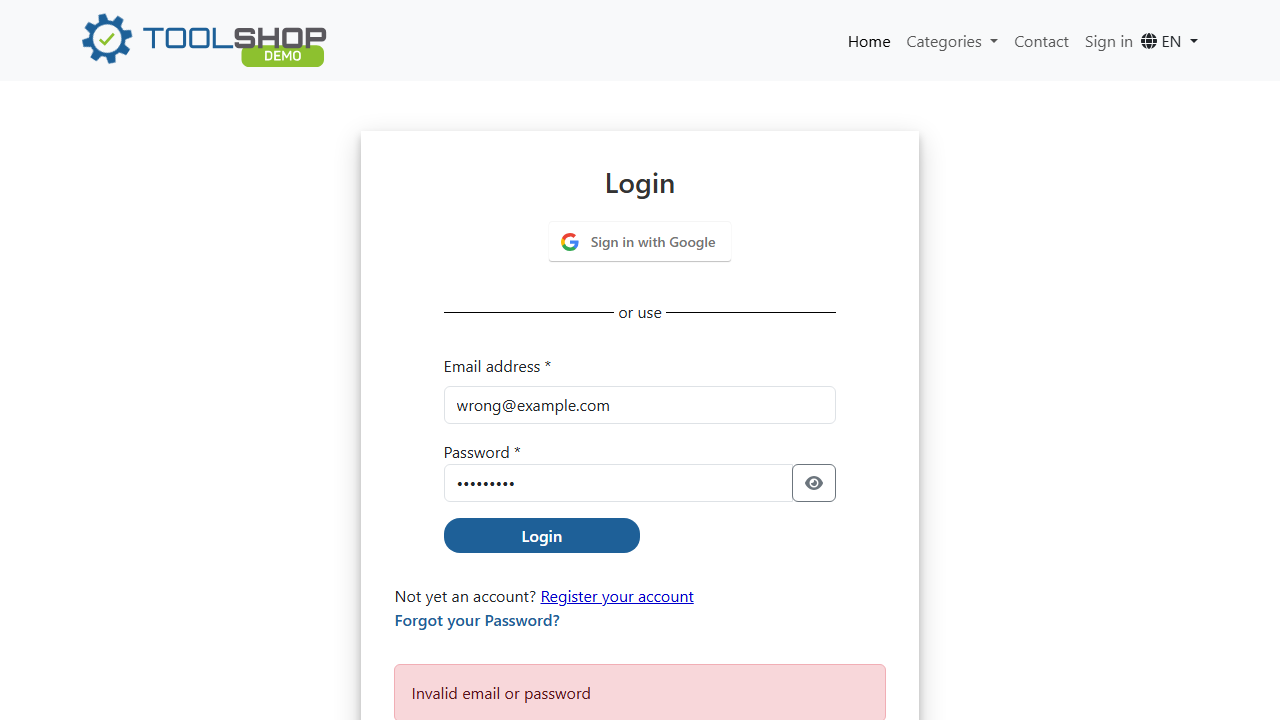 TOOLSHOP
DEMO
Home Categories Contact Sign in EN
Login
Sign in with Google
or use
Email address *
wrong@example.com
Password *
•••••••••
Login
Not yet an account? Register your account
Forgot your Password?
Invalid email or password